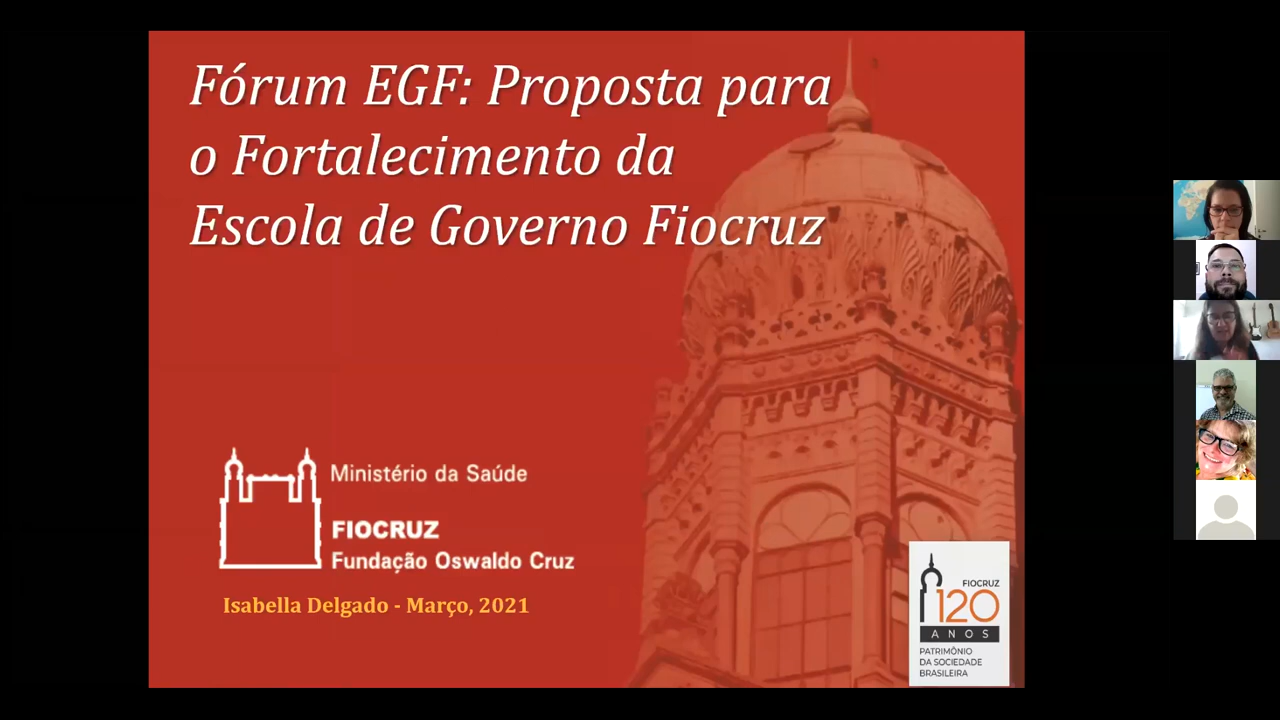 Fórum EGF: Proposta para
o Fortalecimento da
Escola de Governo Fiocruz
Ministério da Saúde
FIOCRUZ
Fundação Oswaldo Cruz
Isabella Delgado - Março, 2021
FIOCRUZ
120
ANOS
PATRIMÔNIO
DA SOCIEDADE
BRASILEIRA